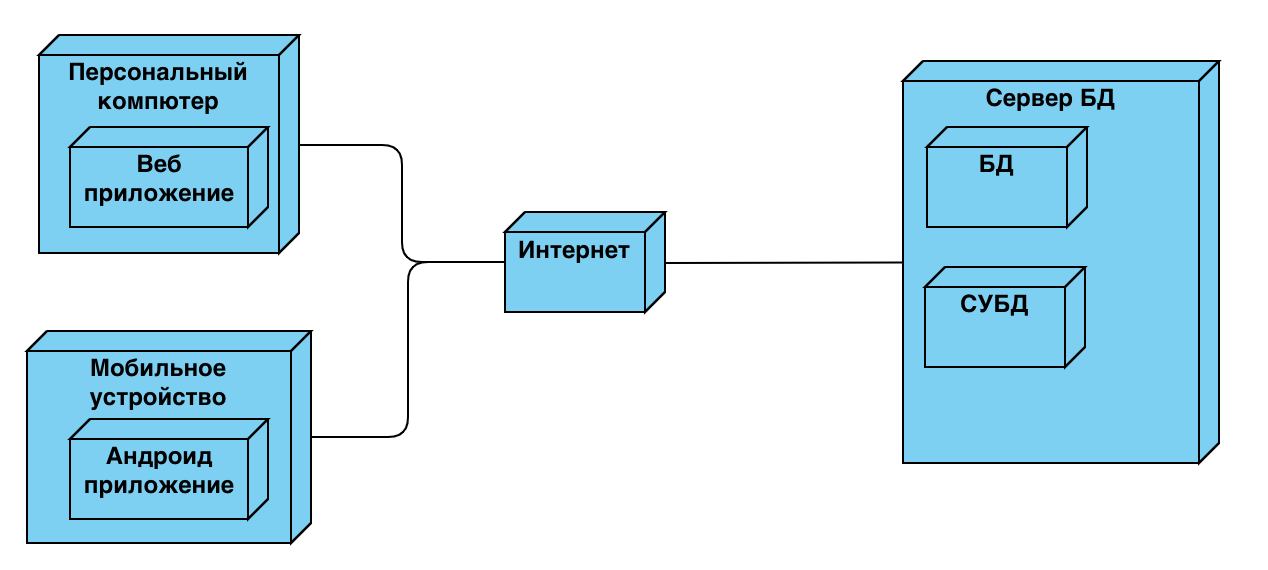 Персональный
компютер
Веб
приложение
Мобильное
устройство
Андроид
приложение
Интернет
Сервер БД
БД
СУБД